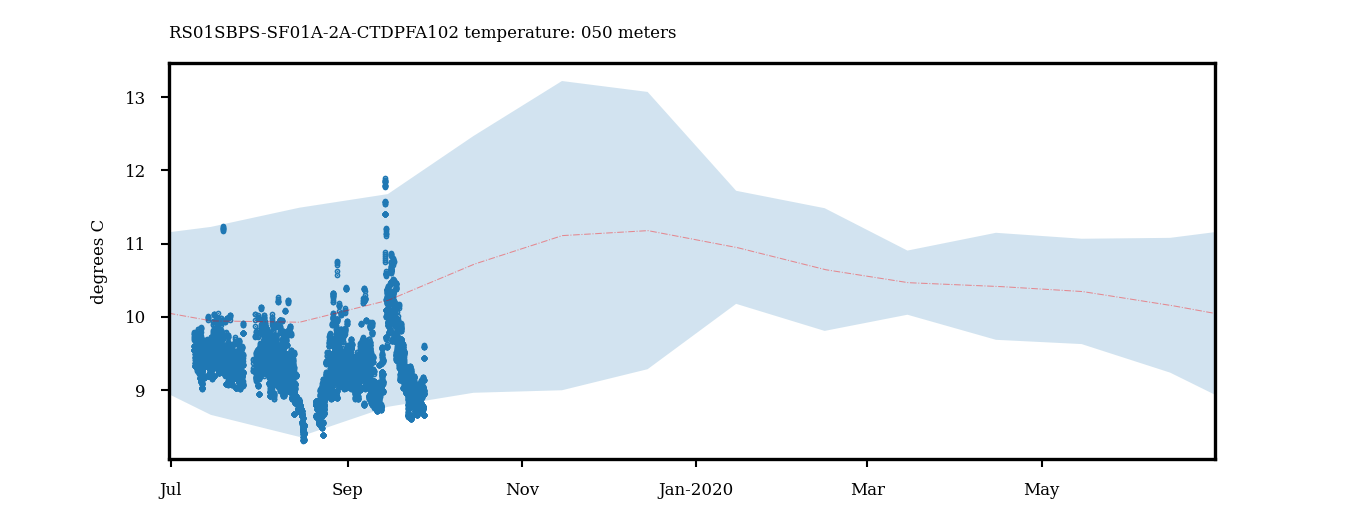 RS01SBPS-SF01A-2A-CTDPFA102 temperature: 050 meters
13
12
11
10
9
degrees C
Jul
Sep
Nov
Jan-2020
Mar
May